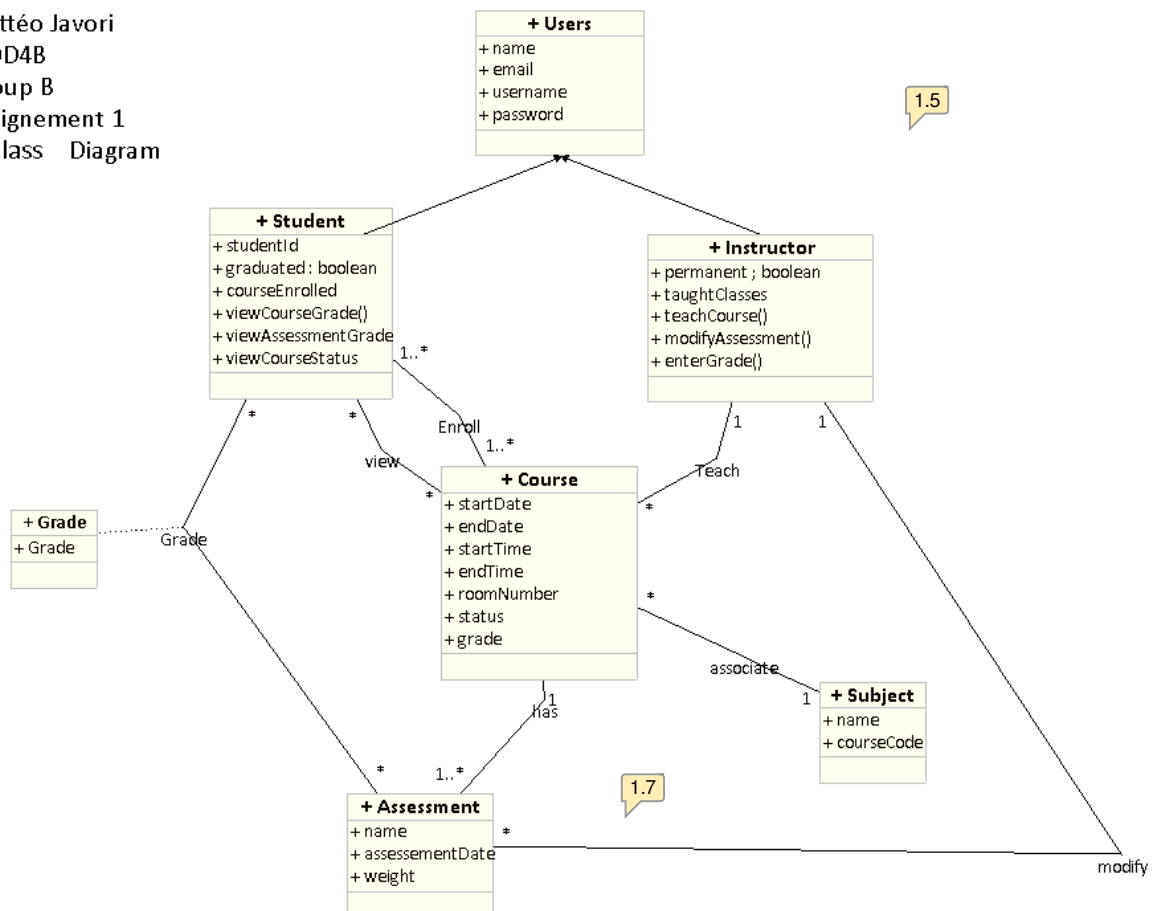 ttéo Javori
D4B
oup B
ignement 1
lass Diagram
+ Users
+ name
+ email
+ username
+ password
1.5
+ Student
+ studentId
+ graduated : boolean
+ courseEnrolled
+ viewCourseGrade()
+ viewAssessmentGrade
+ viewCourseStatus
+ Instructor
+ permanent ; boolean
+ taughtClasses
+ teachCourse()
+ modifyAssessment()
+ enterGrade()
1..*
Enroll
1..*
*
*
view
*
1
1
Teach
*
+ Course
+ startDate
+ endDate
+ startTime
+ endTime
+ roomNumber
+ status
+ grade
+ Grade
+ Grade
Grade
*
associate
1
+ Subject
+ name
+ courseCode
1
has
*
1..*
1.7
+ Assessment
+ name
+ assessementDate
+ weight
*
modify